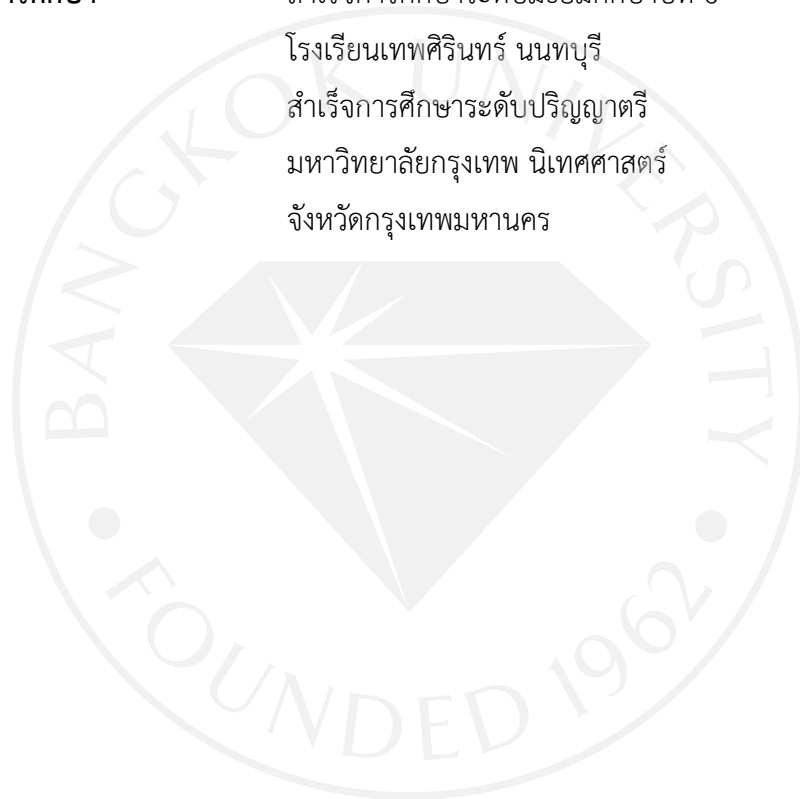 โรงเรียนเทพศิรินทร์ นนทบุรี
สำเร็จการศึกษาระดับปริญญาตรี
มหาวิทยาลัยกรุงเทพ นิเทศศาสตร์
จังหวัดกรุงเทพมหานคร
BANGKOK UNIVERSITY
FOUNDED 1962